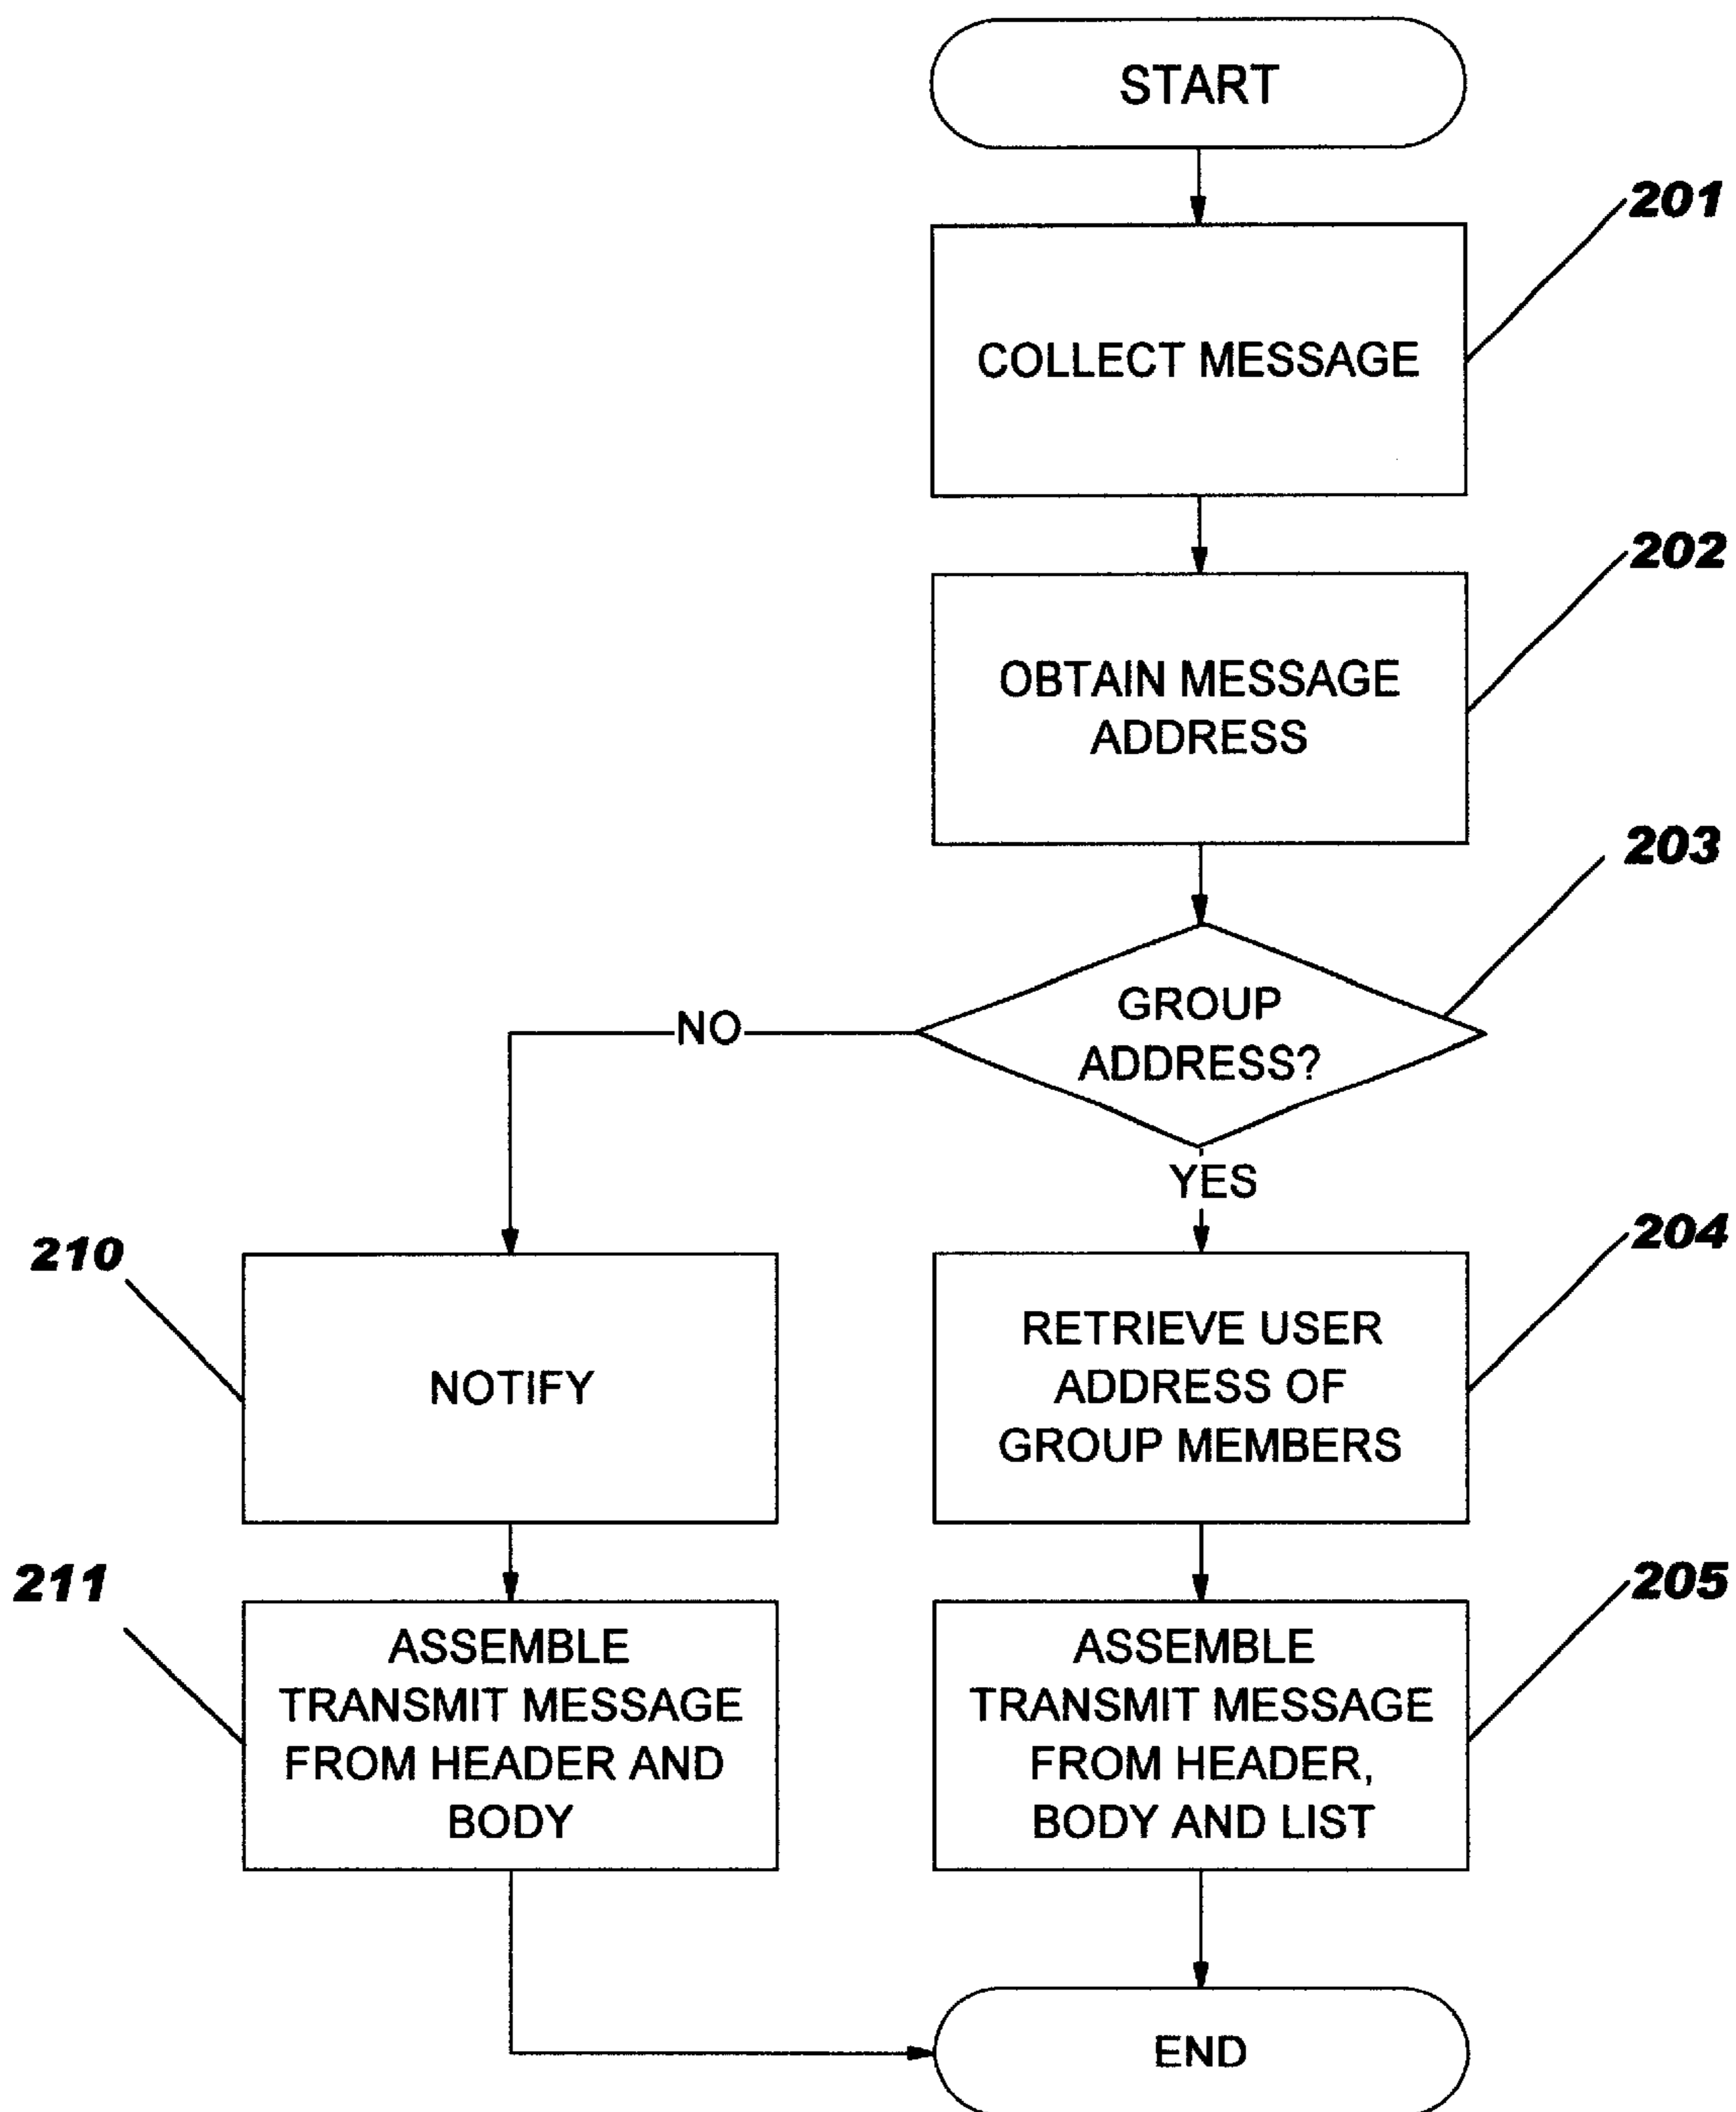 START
201
COLLECT MESSAGE
202
OBTAIN MESSAGE
ADDRESS
203
GROUP
ADDRESS?
NO
YES
210
NOTIFY
204
RETRIEVE USER
ADDRESS OF
GROUP MEMBERS
211
ASSEMBLE
TRANSMIT MESSAGE
FROM HEADER AND
BODY
205
ASSEMBLE
TRANSMIT MESSAGE
FROM HEADER,
BODY AND LIST
END